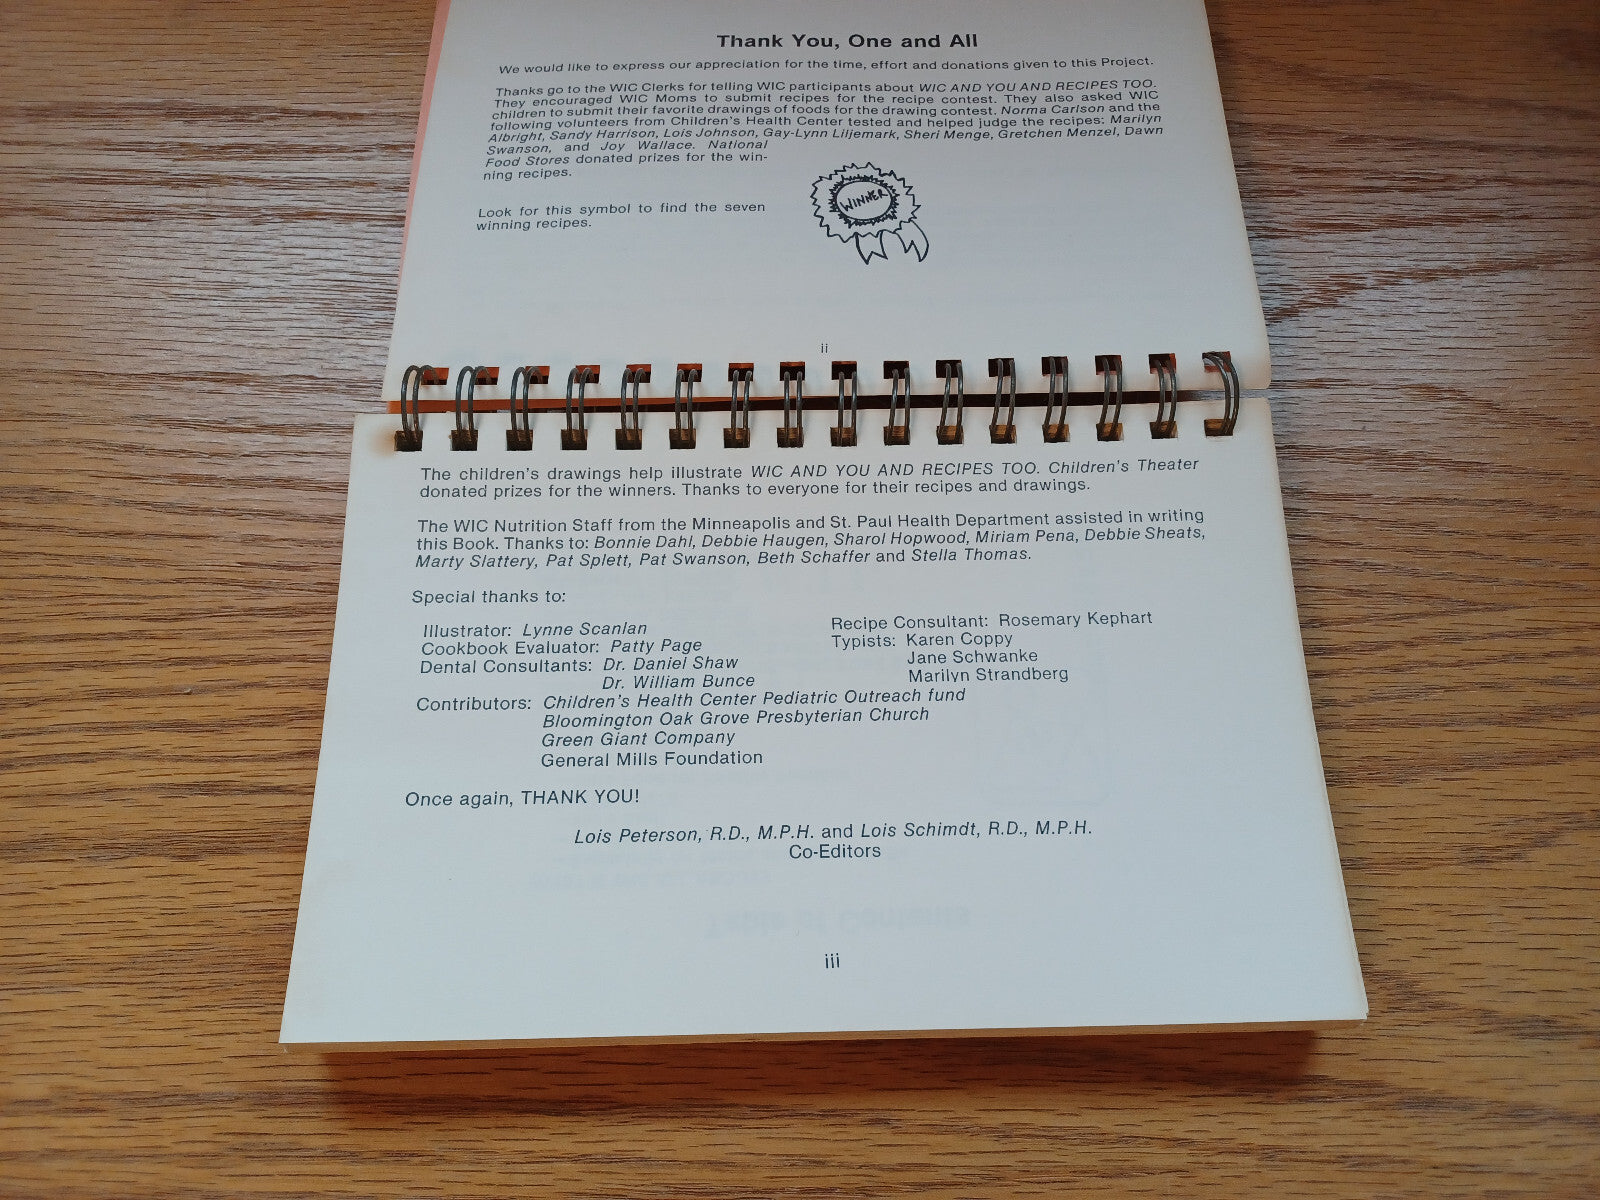 Thank You, One and All
We would like to express our appreciation for the time, effort and donations given to this Project.
Thanks go to the WIC Clerks for telling WIC participants about WIC AND YOU AND RECIPES TOO.
They encouraged WIC Moms to submit recipes for the recipe contest. They also asked WIC
children to submit their favorite drawings of foods for the drawing contest. Norma Carlson and the
following volunteers from Children's Health Center tested and helped judge the recipes: Marilyn
Albright, Sandy Harrison, Lois Johnson, Gay-Lynn Liljemark, Sheri Menge, Gretchen Menzel, Dawn
Swanson, and Joy Wallace. National
Food Stores donated prizes for the win-
ning recipes.
WINNER
Look for this symbol to find the seven
winning recipes.
ii
The children's drawings help illustrate WIC AND YOU AND RECIPES TOO. Children's Theater
donated prizes for the winners. Thanks to everyone for their recipes and drawings.
The WIC Nutrition Staff from the Minneapolis and St. Paul Health Department assisted in writing
this Book. Thanks to: Bonnie Dahl, Debbie Haugen, Sharol Hopwood, Miriam Pena, Debbie Sheats,
Marty Slattery, Pat Splett, Pat Swanson, Beth Schaffer and Stella Thomas.
Special thanks to:
Illustrator: Lynne Scanlan
Cookbook Evaluator: Patty Page
Dental Consultants: Dr. Daniel Shaw
Dr. William Bunce
Recipe Consultant: Rosemary Kephart
Typists: Karen Coppy
Jane Schwanke
Marilyn Strandberg
Contributors: Children's Health Center Pediatric Outreach fund
Bloomington Oak Grove Presbyterian Church
Green Giant Company
General Mills Foundation
Once again, THANK YOU!
Lois Peterson, R.D., M.P.H. and Lois Schimdt, R.D., M.P.H.
Co-Editors
iii